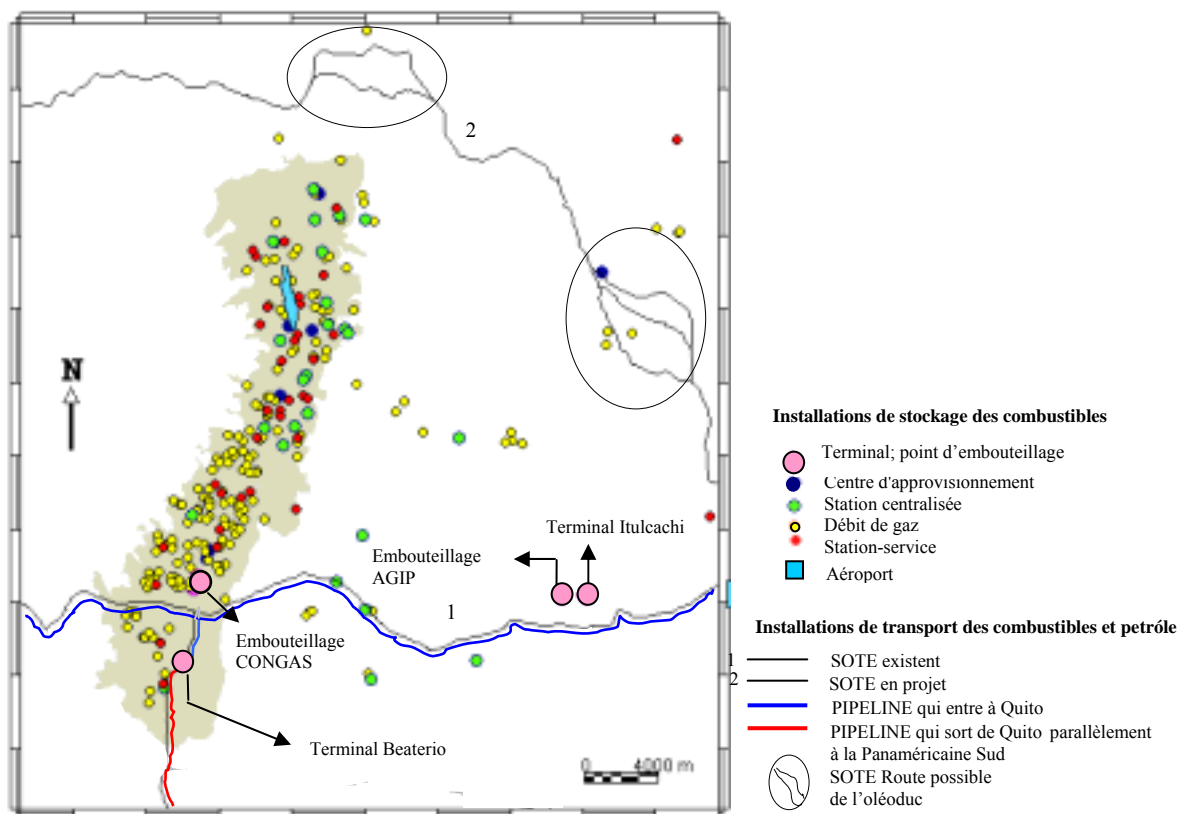 2
N
Terminal Itulcachi
Embouteillage
AGIP
1
Embouteillage
CONGAS
Terminal Beaterio
0 4000 m
Installations de stockage des combustibles
Terminal; point d'embouteillage
Centre d'approvisionnement
Station centralisée
Débit de gaz
Station-service
Aéroport
Installations de transport des combustibles et petróle
1 SOTE existent
2 SOTE en projet
PIPELINE qui entre à Quito
PIPELINE qui sort de Quito parallèlement
à la Panaméricaine Sud
SOTE Route possible
de l'oléoduc